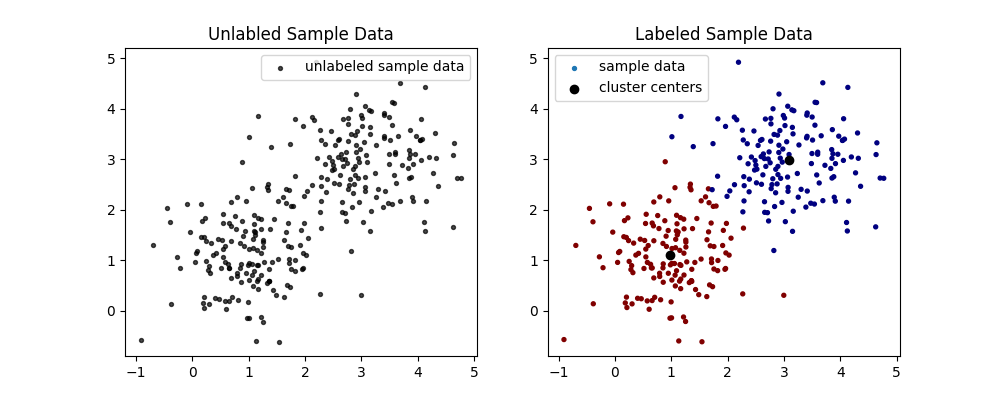 Unlabled Sample Data
unlabeled sample data
5
4
3
2
1
0
−1 0 1 2 3 4 5
Labeled Sample Data
sample data
cluster centers
5
4
3
2
1
0
−1 0 1 2 3 4 5